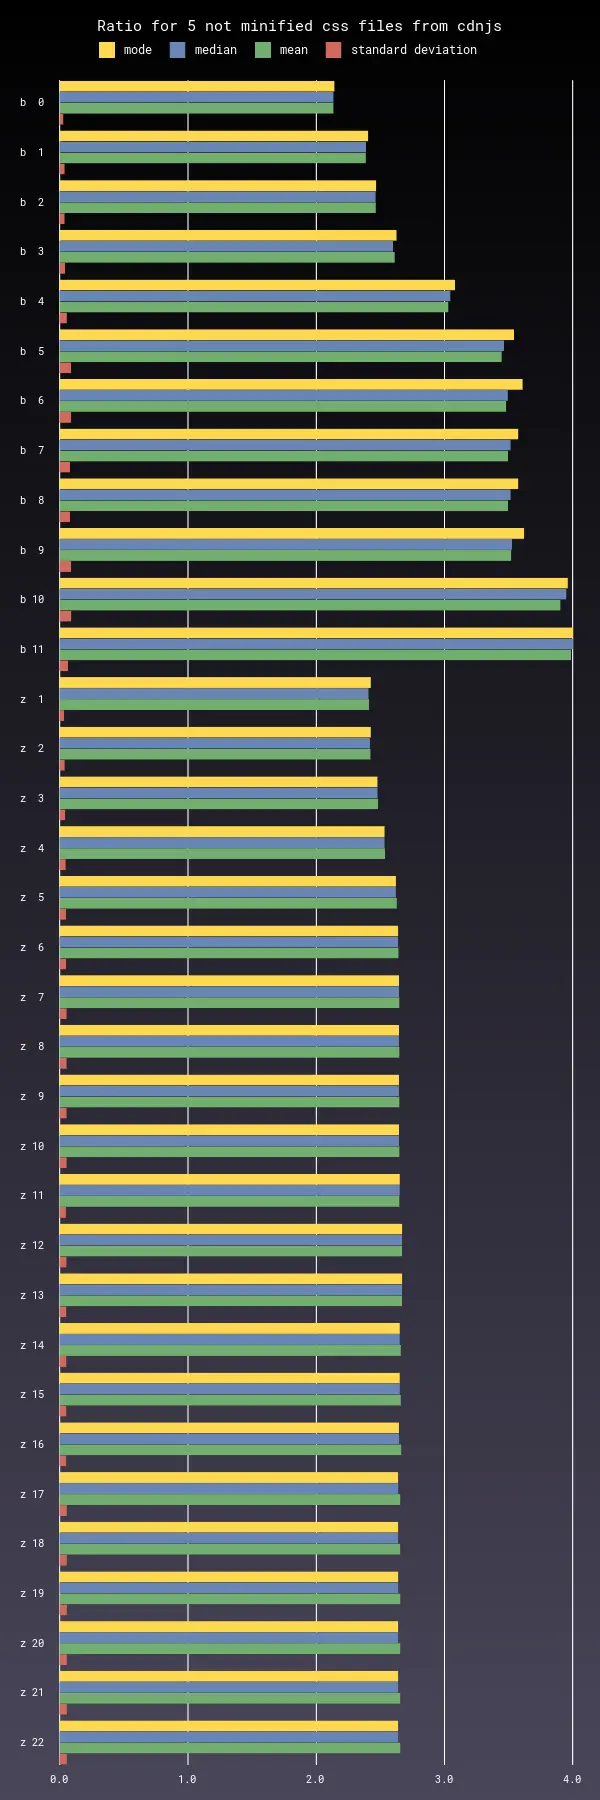 Ratio for 5 not minified css files from cdnjs
mode median mean standard deviation
b 0
b 1
b 2
b 3
b 4
b 5
b 6
b 7
b 8
b 9
b 10
b 11
z 1
z 2
z 3
z 4
z 5
z 6
z 7
z 8
z 9
z 10
z 11
z 12
z 13
z 14
z 15
z 16
z 17
z 18
z 19
z 20
z 21
z 22
0.0 1.0 2.0 3.0 4.0